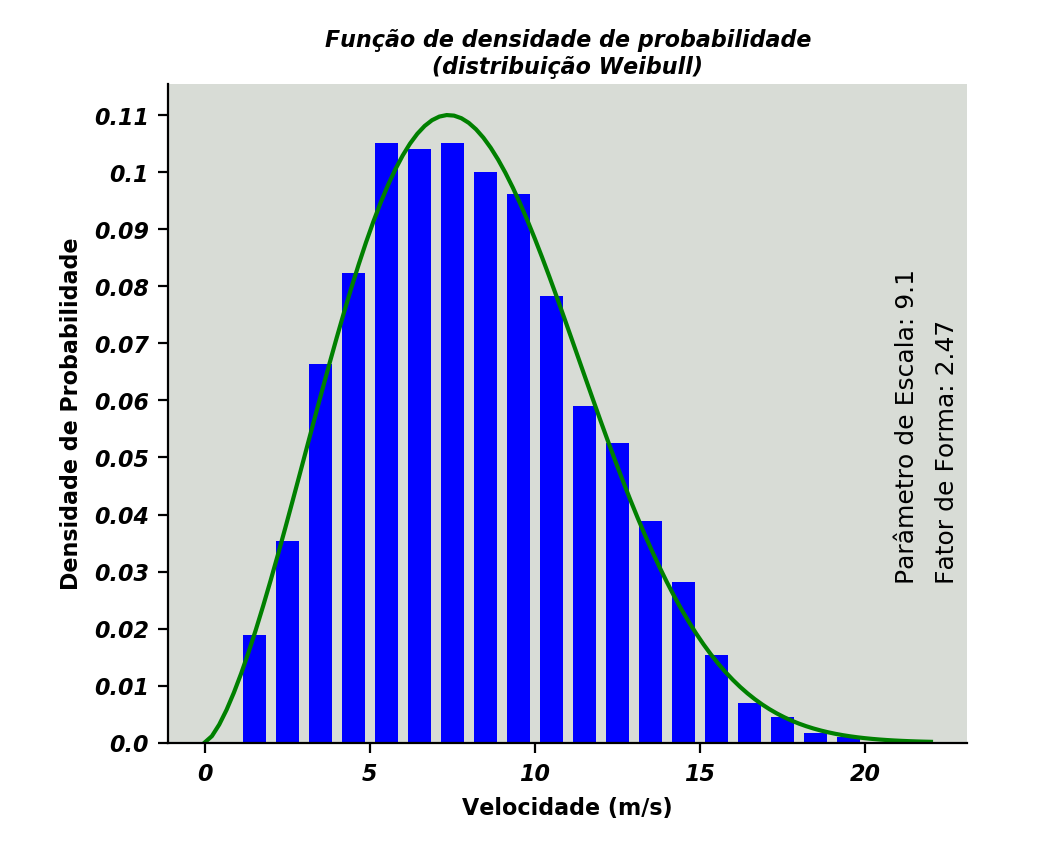 Função de densidade de probabilidade
(distribuição Weibull)
Densidade de Probabilidade
0.11
0.1
0.09
0.08
0.07
0.06
0.05
0.04
0.03
0.02
0.01
0.0
0
5
10
15
20
Velocidade (m/s)
Parâmetro de Escala: 9.1
Fator de Forma: 2.47